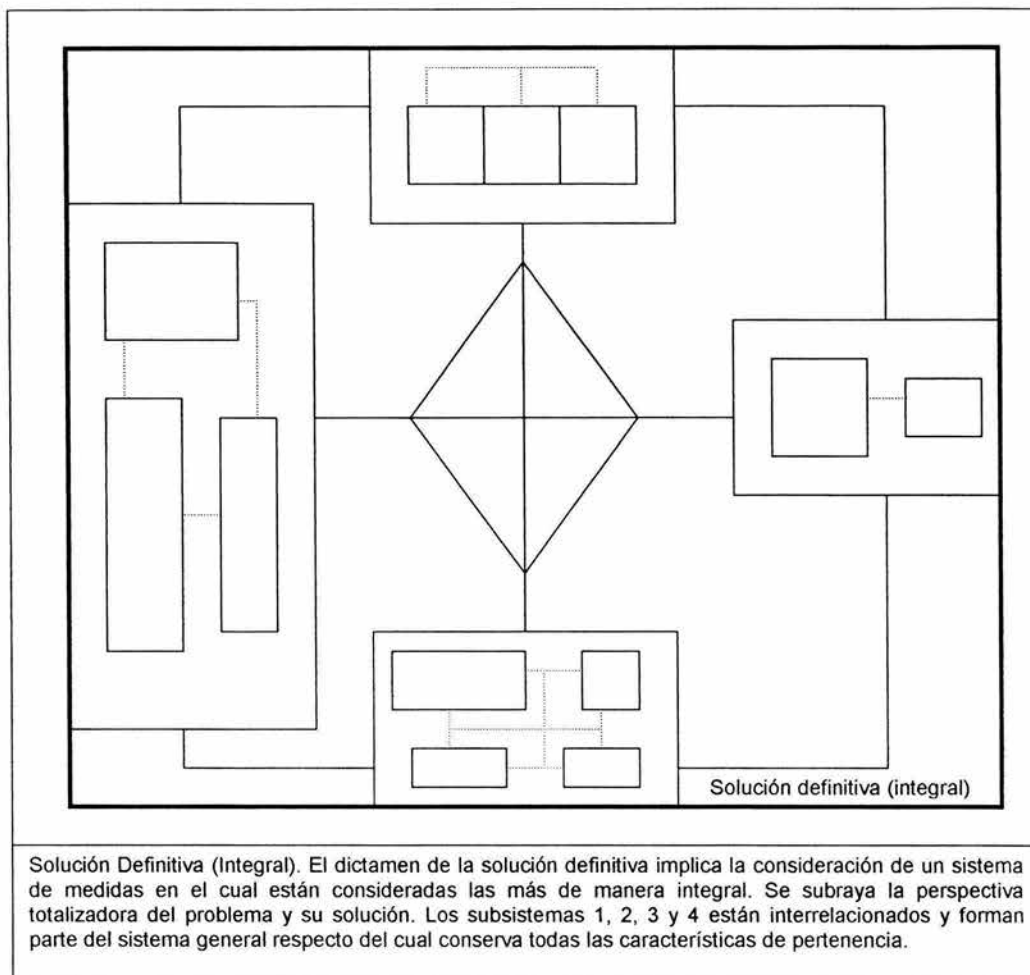 Solución definitiva (integral)
Solución Definitiva (Integral). El dictamen de la solución definitiva implica la consideración de un sistema
de medidas en el cual están consideradas las más de manera integral. Se subraya la perspectiva
totalizadora del problema y su solución. Los subsistemas 1, 2, 3 y 4 están interrelacionados y forman
parte del sistema general respecto del cual conserva todas las características de pertenencia.